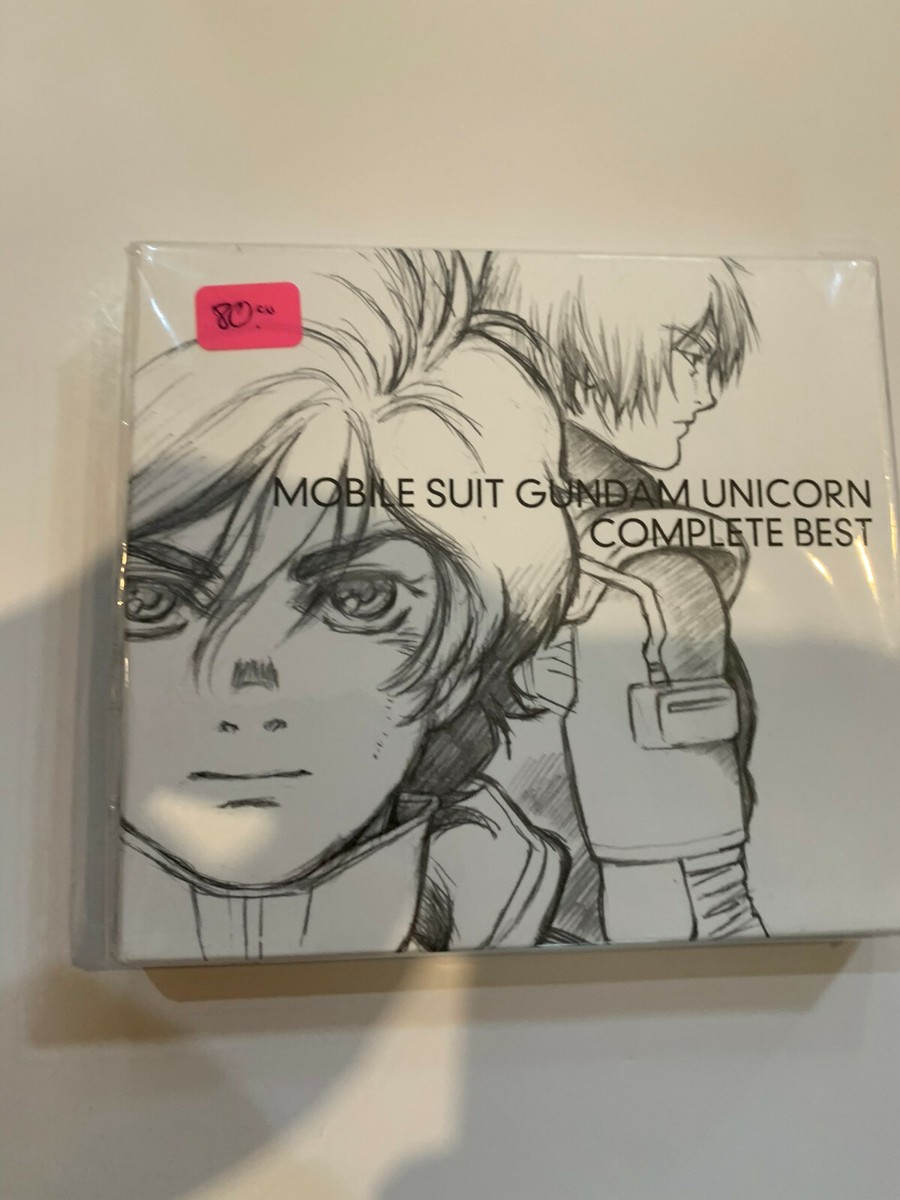 80.00
MOBILE SUIT GUNDAM UNICORN
COMPLETE BEST